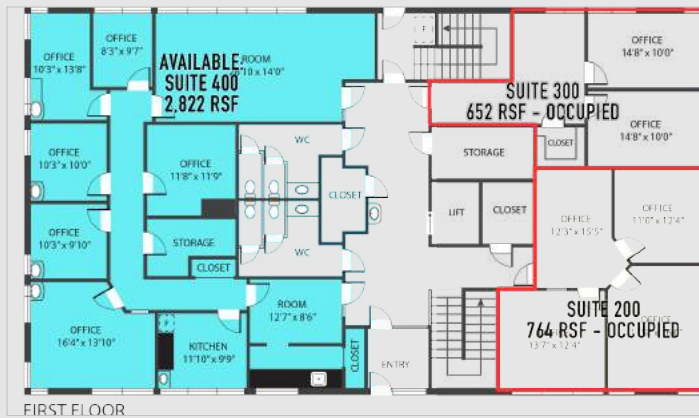 OFFICE
10'3" x 13'8"
OFFICE
8'3" x 9'7"
AVAILABLE,
SUITE 400
2,822 RSF
ROOM
10 x 14'0"
F
SUITE 300
652 RSF - OCCUPIED
OFFICE
14'8" x 10'0"
OFFICE
14'8" x 10'0"
CLOSET
STORAGE
OFFICE
10'3" x 10'0"
OFFICE
11'8" x 11'9"
WC
CLOSET
LIFT
CLOSET
OFFICE
12'3" x 15'5"
OFFICE
OFFICE
10'3" x 9'10"
STORAGE
CLOSET
WC
OFFICE
16'4" x 13'10"
F
KITCHEN
11'10" x 9'9"
ROOM
12'7" x 8'6"
CLOSET
ENTRY
SUITE 200
764 RSF - OCCUPIED
13'7" x 12'4"
FIRST FLOOR